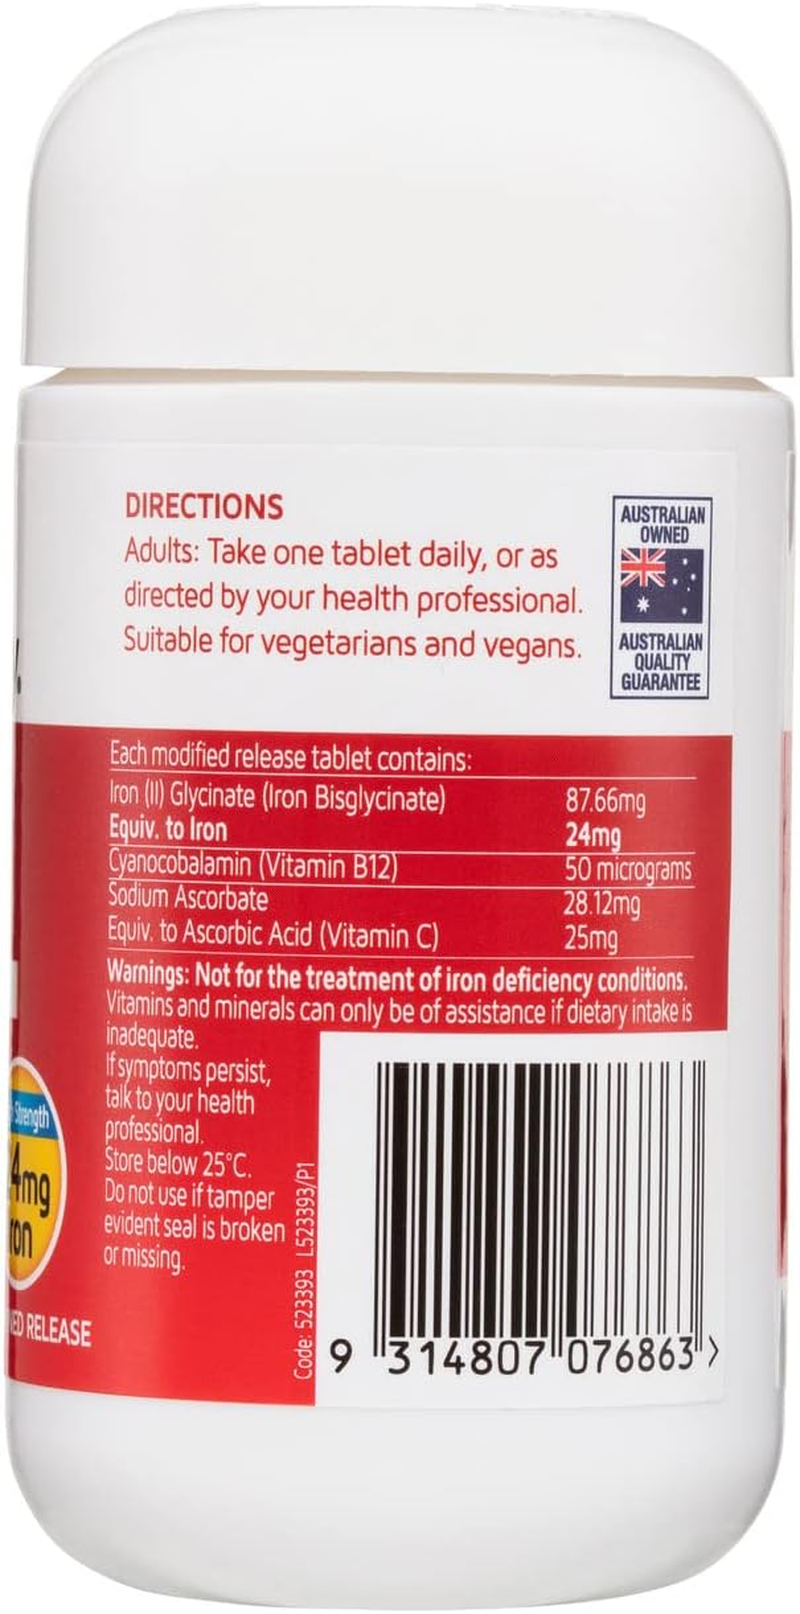 DIRECTIONS
Adults: Take one tablet daily, or as
directed by your health professional.
Suitable for vegetarians and vegans.
AUSTRALIAN
OWNED
AUSTRALIAN
QUALITY
GUARANTEE
Each modified release tablet contains:
Iron (II) Glycinate (Iron Bisglycinate) 87.66mg
Equiv. to Iron 24mg
Cyanocobalamin (Vitamin B12) 50 micrograms
Sodium Ascorbate 28.12mg
Equiv. to Ascorbic Acid (Vitamin C) 25mg
Warnings: Not for the treatment of iron deficiency conditions.
Vitamins and minerals can only be of assistance if dietary intake is
inadequate.
If symptoms persist,
talk to your health
professional.
Store below 25°C.
Do not use if tamper
evident seal is broken
or missing.
Code: 523393 L523393/P1
9 314807 076863 >
Strength
4mg
ron
ED RELEASE